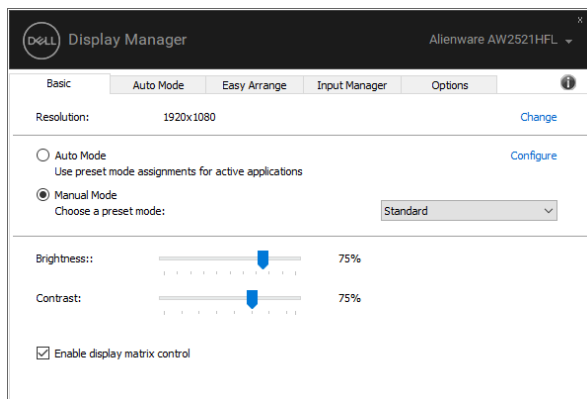 x
DELL Display Manager
Alienware AW2521HFL
Basic Auto Mode Easy Arrange Input Manager Options
Resolution: 1920x1080 Change
Auto Mode Configure
Use preset mode assignments for active applications
Manual Mode
Choose a preset mode: Standard
Brightness:: 75%
Contrast: 75%
Enable display matrix control